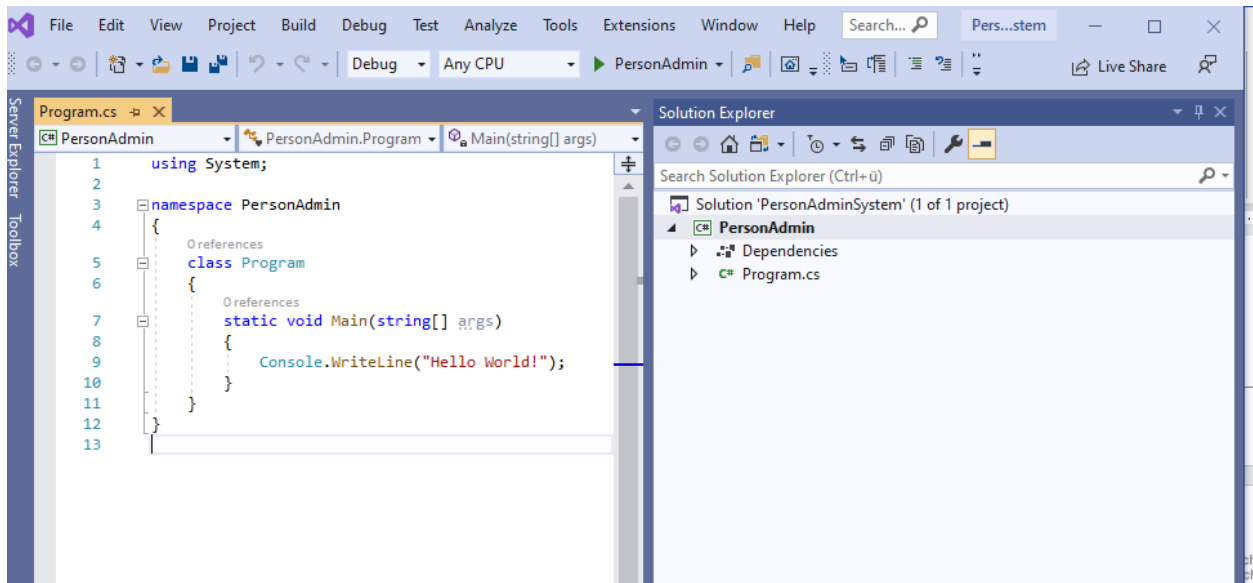 File Edit View Project Build Debug Test Analyze Tools Extensions Window Help Search... Pers...stem
Debug Any CPU PersonAdmin Live Share
Server Explorer
Toolbox
Program.cs
PersonAdmin PersonAdmin.Program Main(string[] args)
1 using System;
2
3 namespace PersonAdmin
4 {
0 references
5 class Program
6 {
0 references
7 static void Main(string[] args)
8 {
9 Console.WriteLine("Hello World!");
10 }
11 }
12 }
13
Solution Explorer
Search Solution Explorer (Ctrl+ü)
Solution 'PersonAdminSystem' (1 of 1 project)
C# PersonAdmin
Dependencies
C# Program.cs